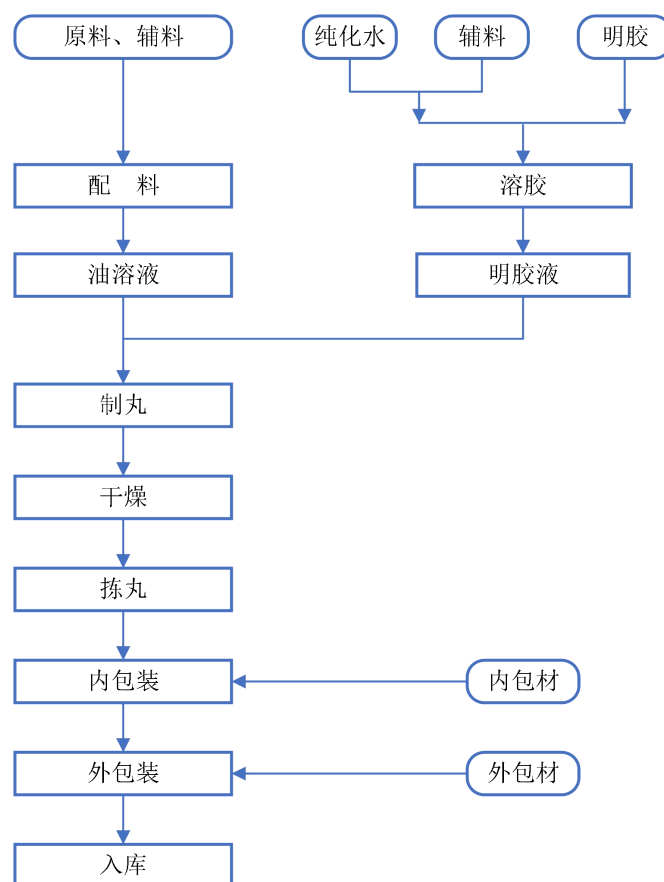 原料、辅料
纯化水
辅料
明胶
配　料
溶胶
油溶液
明胶液
制丸
干燥
拣丸
内包装
内包材
外包装
外包材
入库